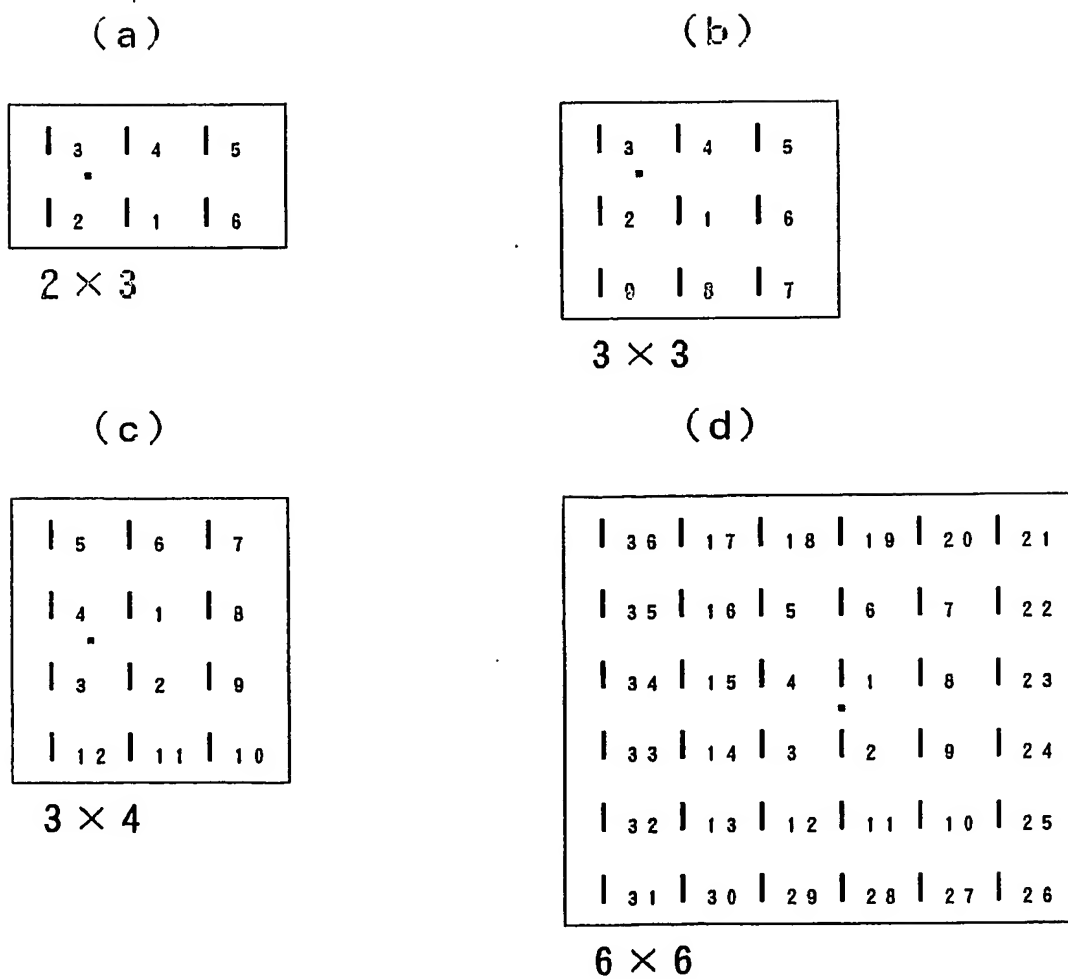 (a)
3 4 5
2 1 6
2 × 3
(b)
3 4 5
2 1 6
9 8 7
3 × 3
(c)
5 6 7
4 1 8
3 2 9
12 11 10
3 × 4
(d)
36 17 18 19 20 21
35 16 5 6 7 22
34 15 4 1 8 23
33 14 3 2 9 24
32 13 12 11 10 25
31 30 29 28 27 26
6 × 6